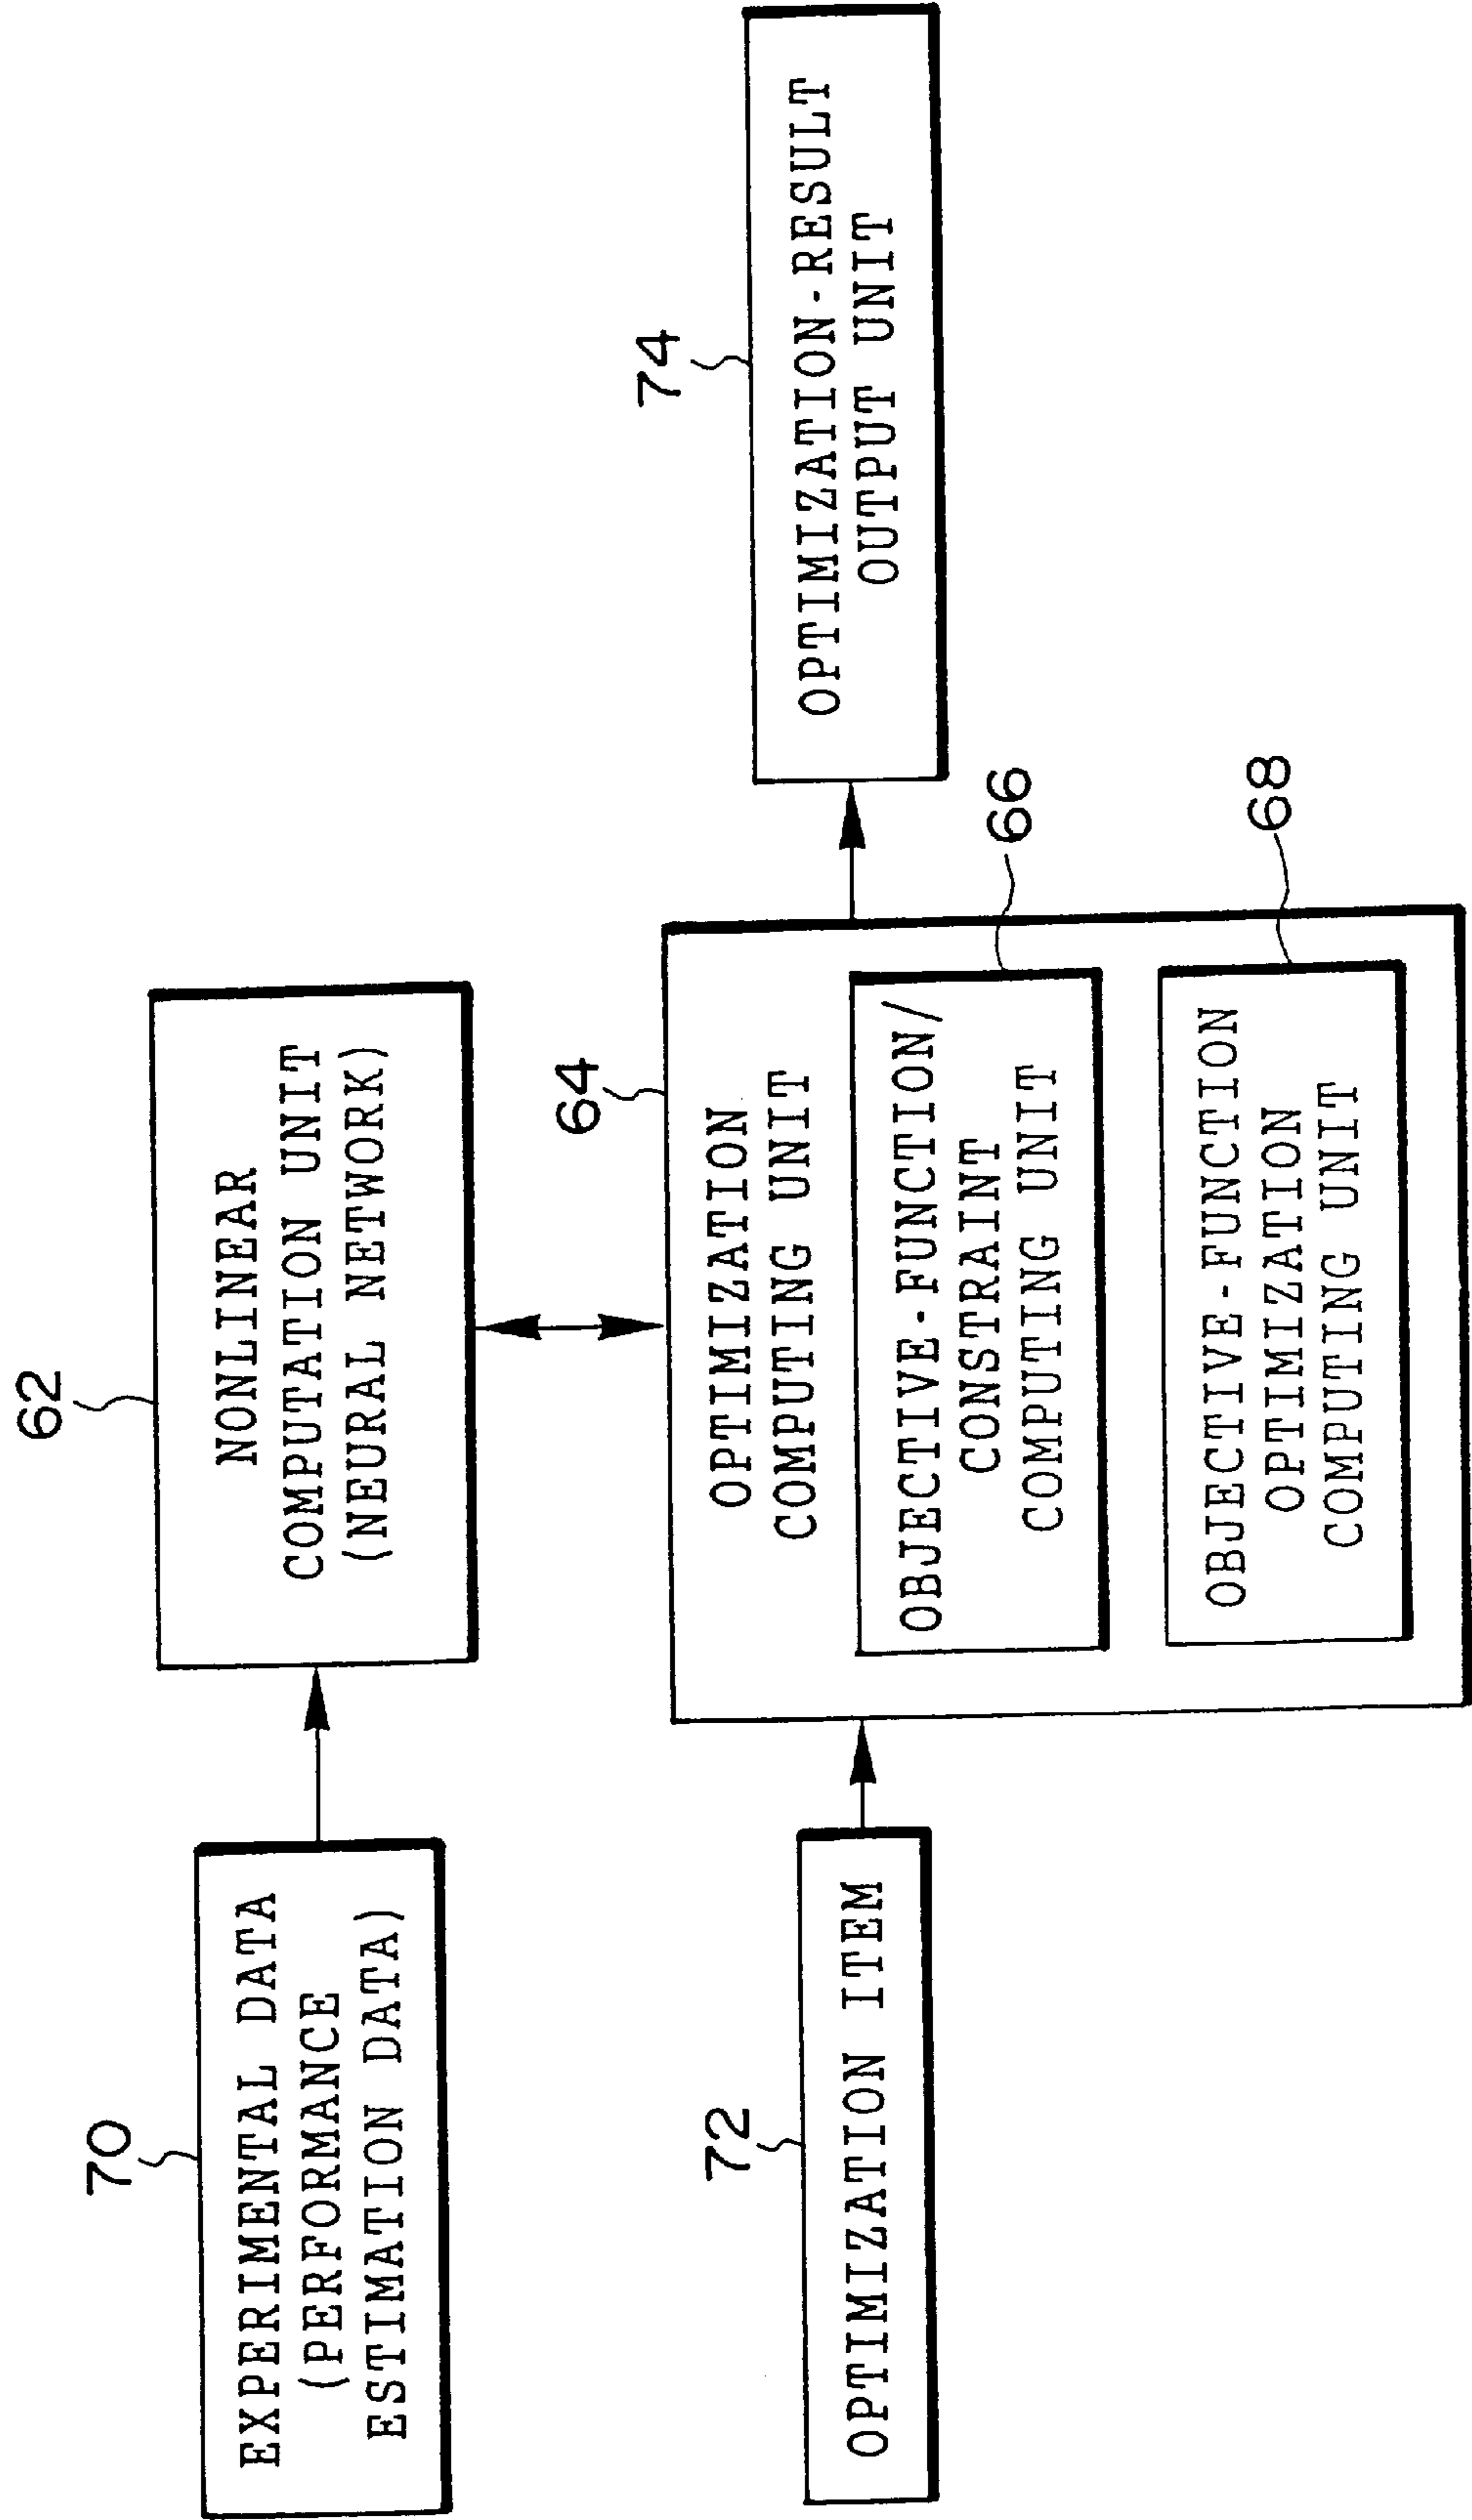 70
EXPERIMENTAL DATA
(PERFORMANCE
ESTIMATION DATA)
62
NONLINEAR
COMPUTATION UNIT
(NEURAL NETWORK)
72
OPTIMIZATION ITEM
64
OPTIMIZATION
COMPUTING UNIT
OBJECTIVE-FUNCTION/
CONSTRAINT
COMPUTING UNIT
66
OBJECTIVE-FUNCTION
OPTIMIZATION
COMPUTING UNIT
68
74
OPTIMIZATION-RESULT
OUTPUT UNIT